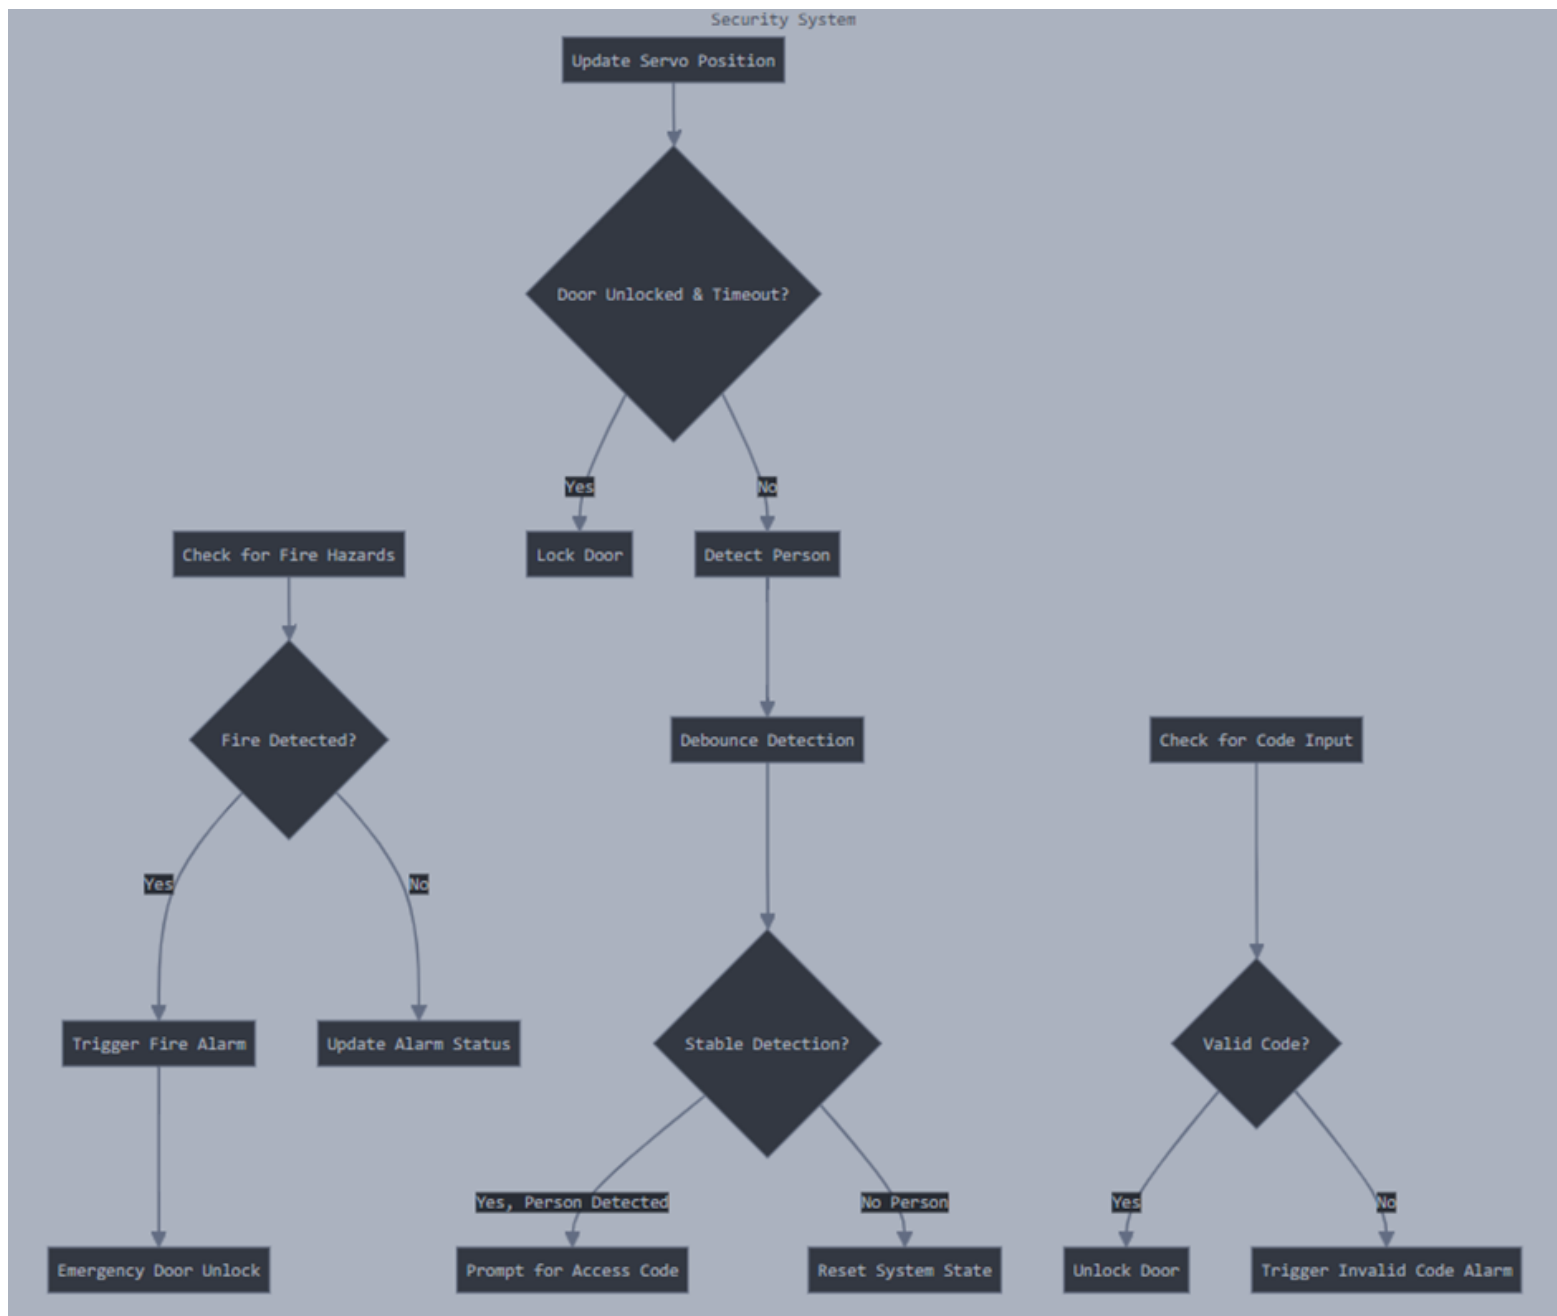 Security System
Update Servo Position
Door Unlocked & Timeout?
Yes
No
Check for Fire Hazards
Lock Door
Detect Person
Fire Detected?
Debounce Detection
Check for Code Input
Yes
No
Trigger Fire Alarm
Update Alarm Status
Stable Detection?
Valid Code?
Yes, Person Detected
No Person
Yes
No
Emergency Door Unlock
Prompt for Access Code
Reset System State
Unlock Door
Trigger Invalid Code Alarm